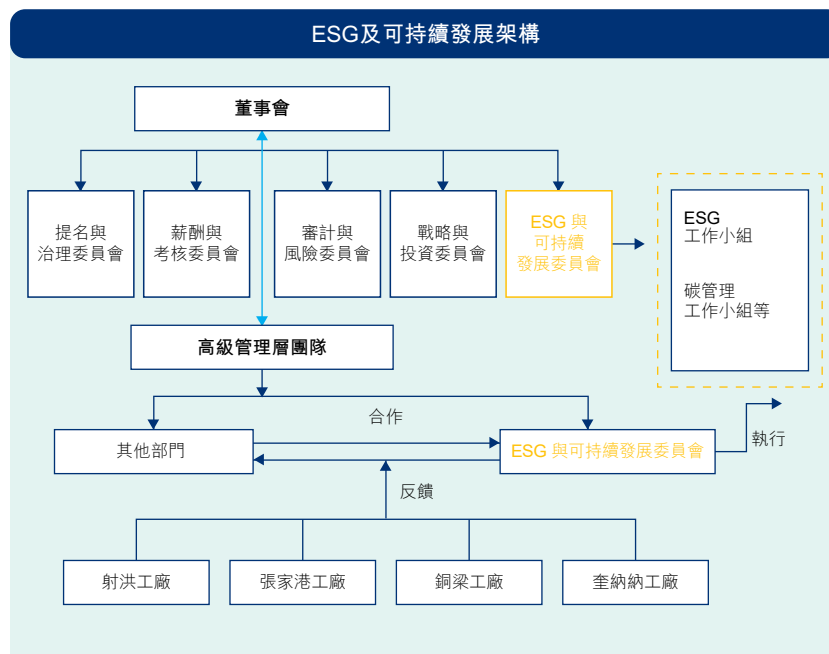 ESG及可持續發展架構
董事會
提名與
治理委員會
薪酬與
考核委員會
審計與
風險委員會
戰略與
投資委員會
ESG 與
可持續
發展委員會
ESG
工作小組
碳管理
工作小組等
高級管理層團隊
合作
其他部門
ESG 與可持續發展委員會
執行
反饋
射洪工廠
張家港工廠
銅梁工廠
奎納納工廠